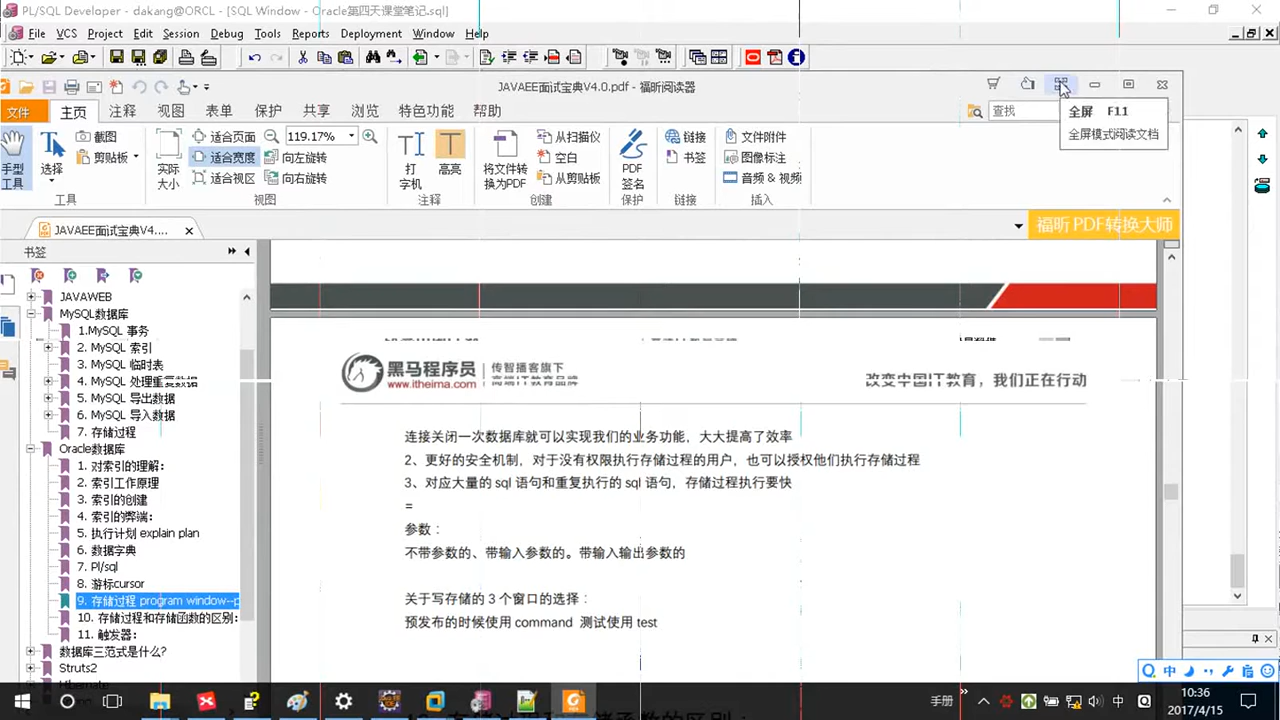 PL/SQL Developer - dakang@ORCL - [SQL Window - Oracle第四天课堂笔记.sql]
File VCS Project Edit Session Debug Tools Reports Deployment Window Help
JAVAEE面试宝典V4.0.pdf - 福昕阅读器
文件 主页 注释 视图 表单 保护 共享 浏览 特色功能 帮助
查找
全屏 F11
全屏模式阅读文档
手型工具
选择
截图
剪贴板
工具
实际大小
适合页面
适合宽度
适合视区
119.17%
向左旋转
向右旋转
视图
打字机
高亮
注释
将文件转换为PDF
从扫描仪
空白
从剪贴板
创建
PDF签名
保护
链接
书签
链接
文件附件
图像标注
音频 & 视频
插入
JAVAEE面试宝典V4....
福昕PDF转换大师
书签
JAVAWEB
MySQL数据库
1.MySQL 事务
2. MySQL 索引
3. MySQL 临时表
4. MySQL 处理重复数据
5. MySQL 导出数据
6. MySQL 导入数据
7. 存储过程
Oracle数据库
1. 对索引的理解:
2. 索引工作原理
3. 索引的创建
4. 索引的弊端:
5. 执行计划 explain plan
6. 数据字典
7. Pl/sql
8. 游标cursor
9. 存储过程 program window--p
10. 存储过程和存储函数的区别:
11. 触发器:
数据库三范式是什么?
Struts2
Hibernate
黑马程序员
www.itheima.com
传智播客旗下
高端IT教育品牌
改变中国IT教育，我们正在行动
连接关闭一次数据库就可以实现我们的业务功能，大大提高了效率
2、更好的安全机制，对于没有权限执行存储过程的用户，也可以授权他们执行存储过程
3、对应大量的 sql 语句和重复执行的 sql 语句，存储过程执行要快
=
参数：
不带参数的、带输入参数的。带输入输出参数的
关于写存储的 3 个窗口的选择：
预发布的时候使用 command 测试使用 test
中
手册
中
10:36
2017/4/15